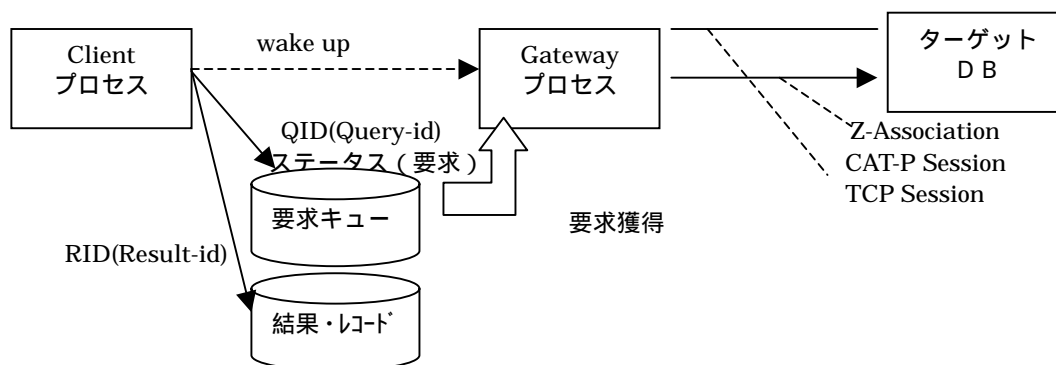 Client
プロセス
wake up
Gateway
プロセス
ターゲット
ＤＢ
QID(Query-id)
ステータス（要求）
要求キュー
Z-Association
CAT-P Session
TCP Session
要求獲得
RID(Result-id)
結果・ﾚｺｰﾄﾞ